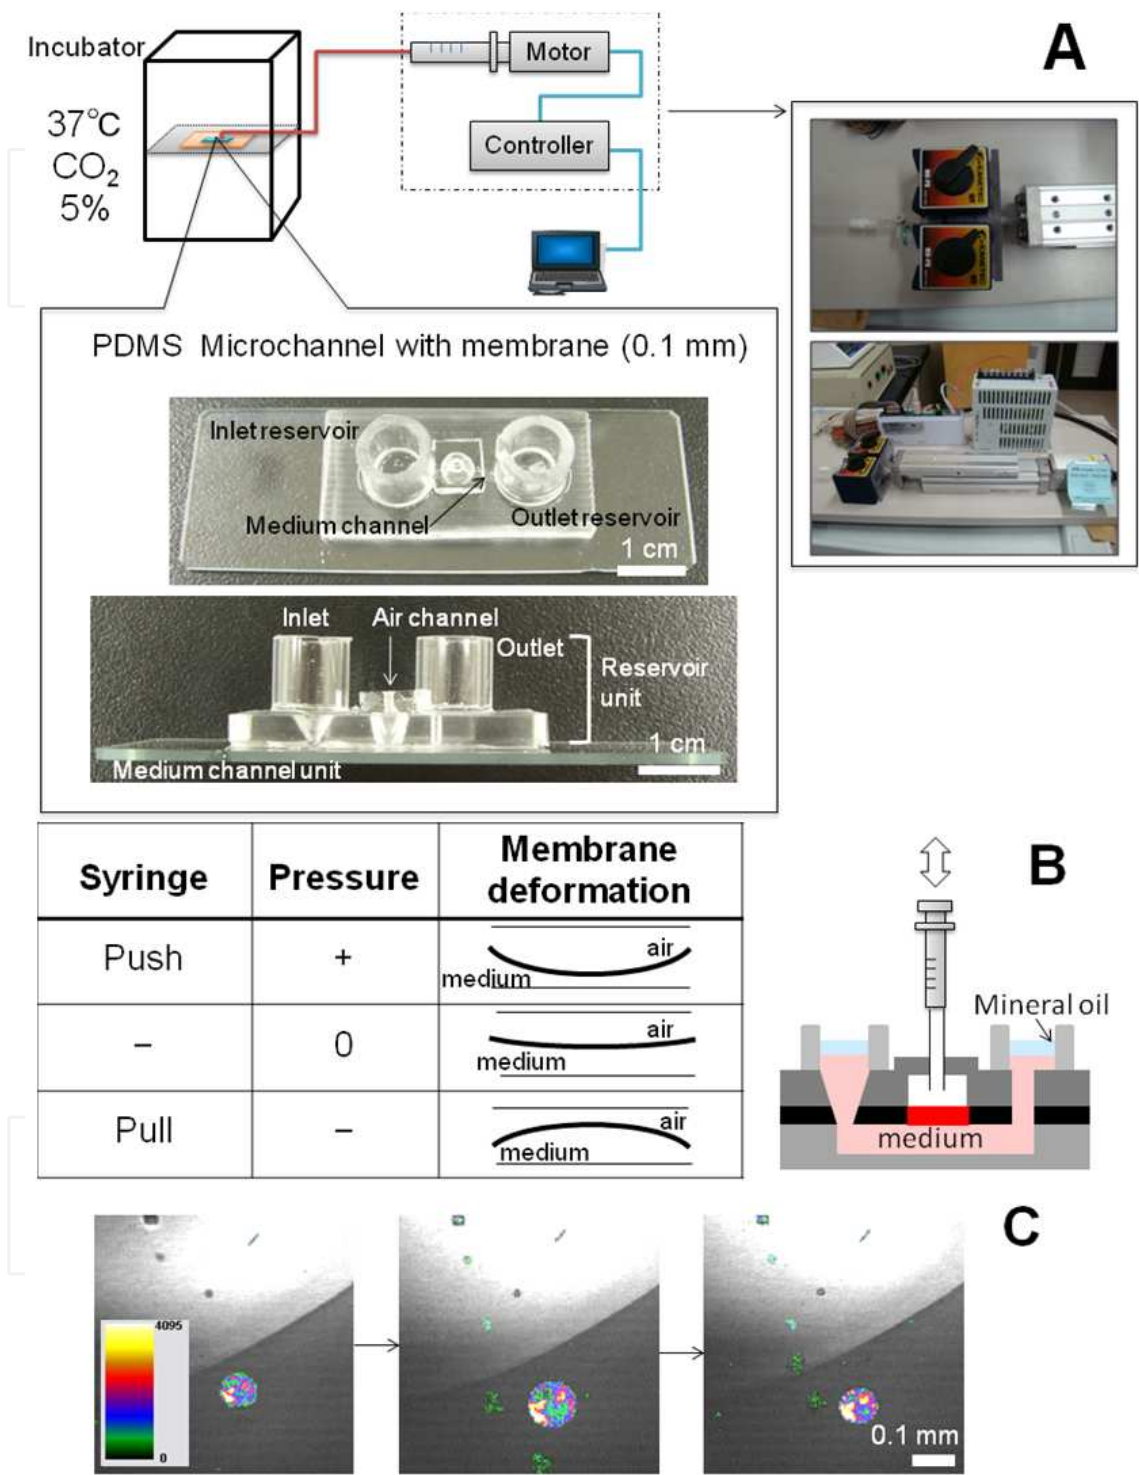 Incubator
37°C
CO₂
5%
Motor
Controller
A
PDMS Microchannel with membrane (0.1 mm)
Inlet reservoir
Medium channel
Outlet reservoir
1 cm
Inlet
Air channel
Outlet
Reservoir
unit
1 cm
Medium channel unit
Syringe
Pressure
Membrane
deformation
Push
+
air
medium
–
0
air
medium
Pull
–
air
medium
B
Mineral oil
medium
C
4095
0
0.1 mm